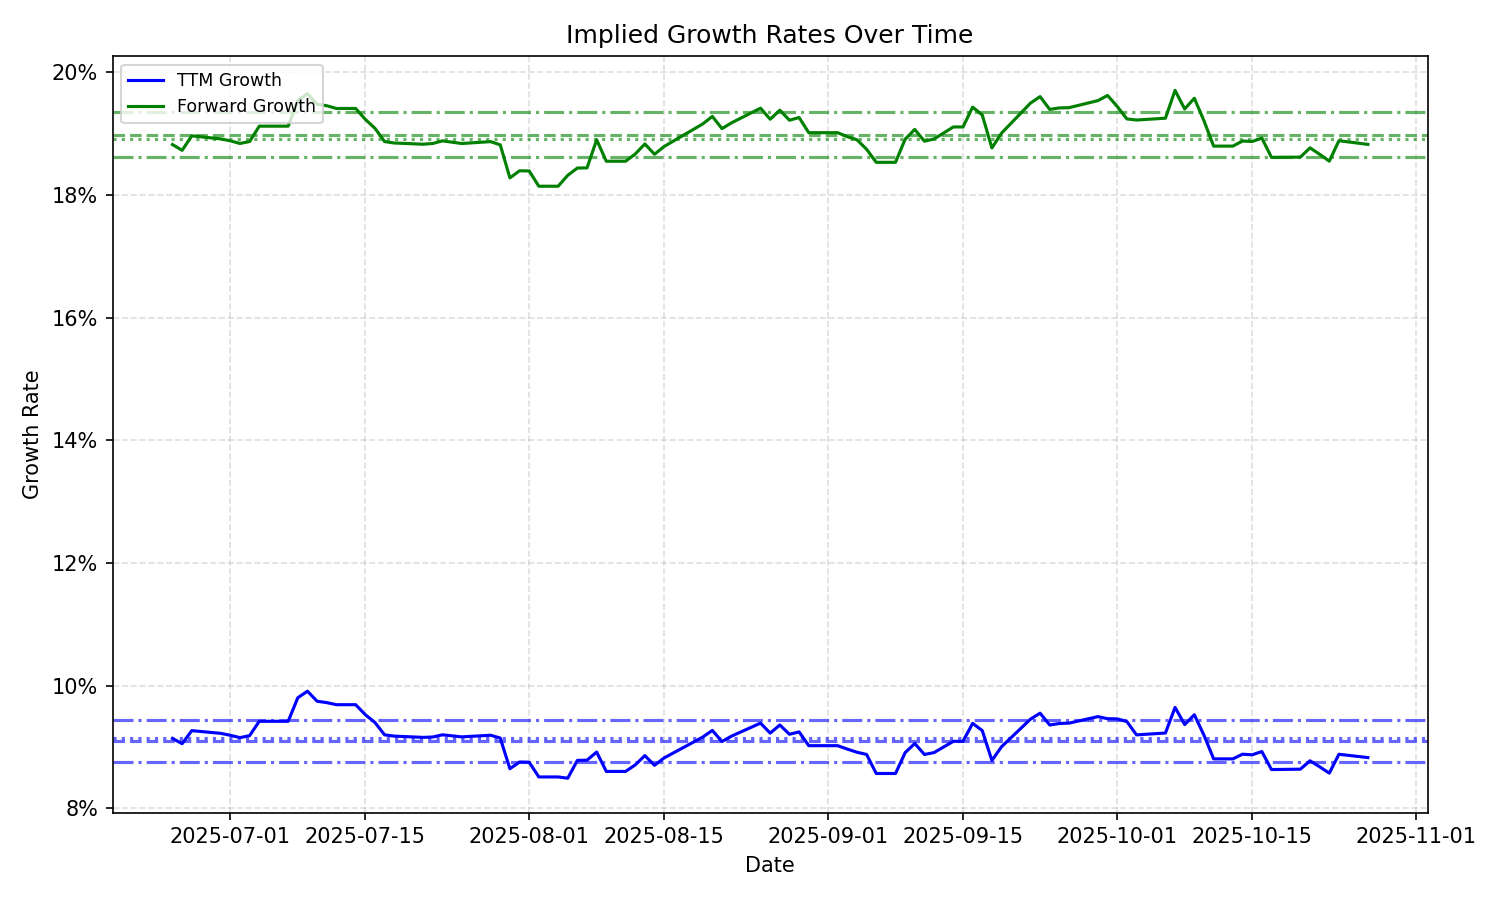 Implied Growth Rates Over Time
TTM Growth
Forward Growth
Growth Rate
20%
18%
16%
14%
12%
10%
8%
2025-07-01 2025-07-15 2025-08-01 2025-08-15 2025-09-01 2025-09-15 2025-10-01 2025-10-15 2025-11-01
Date